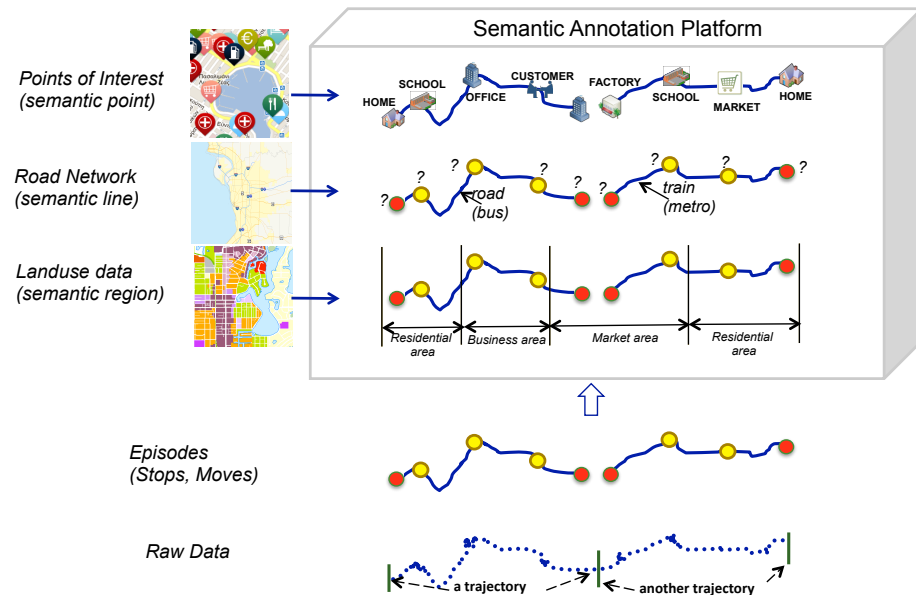 Semantic Annotation Platform
Points of Interest
(semantic point)
HOME
SCHOOL
OFFICE
CUSTOMER
FACTORY
SCHOOL
MARKET
HOME
Road Network
(semantic line)
? ? ? ? ? ? ? ? ? ?
road
(bus)
train
(metro)
Landuse data
(semantic region)
Residential
area
Business area
Market area
Residential
area
Episodes
(Stops, Moves)
Raw Data
a trajectory
another trajectory